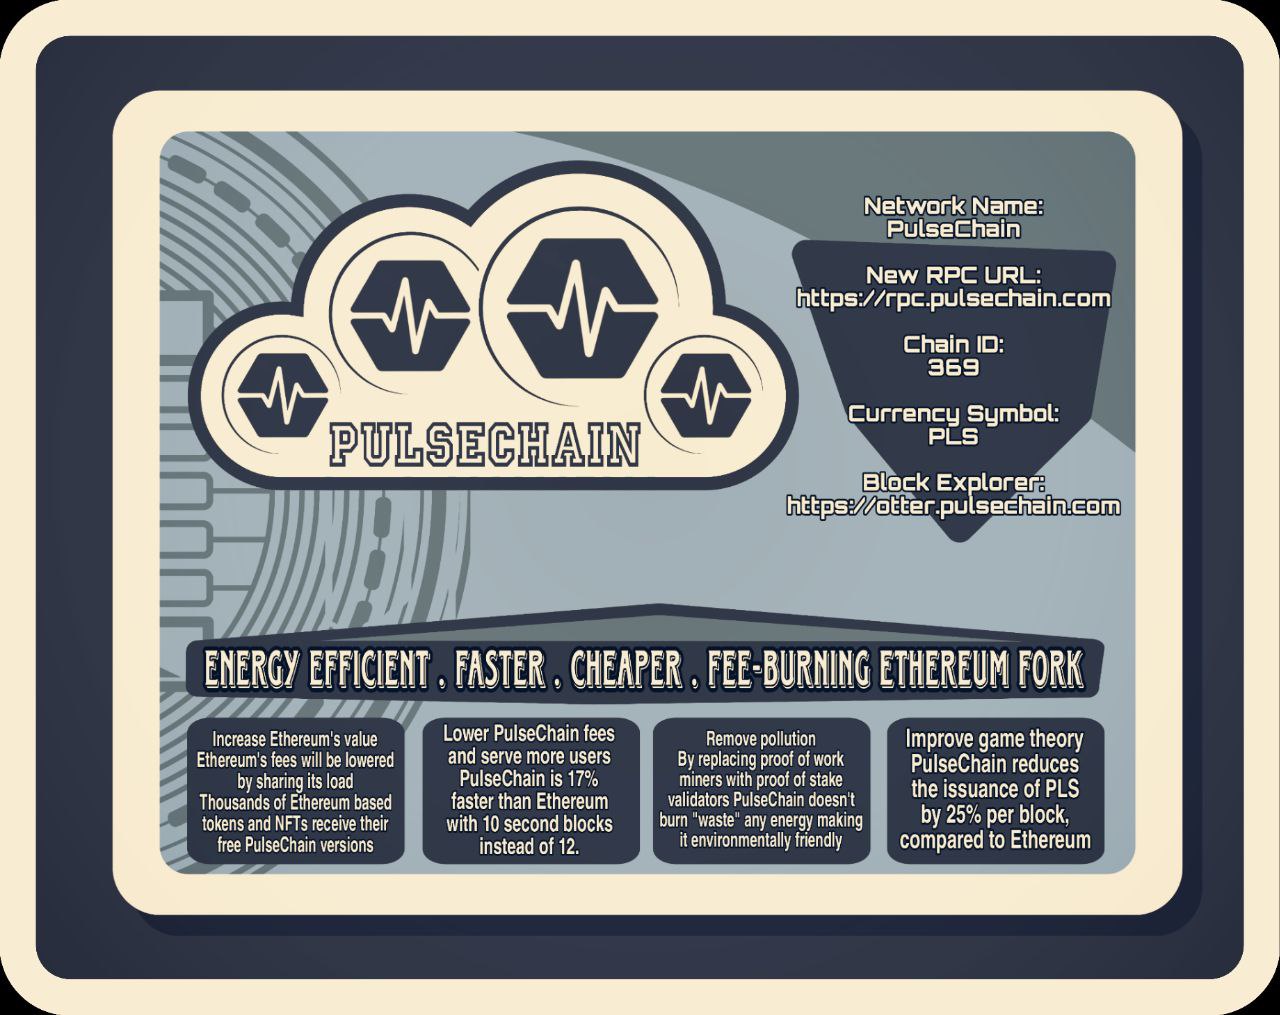 PULSECHAIN
Network Name:
PulseChain
New RPC URL:
https://rpc.pulsechain.com
Chain ID:
369
Currency Symbol:
PLS
Block Explorer:
https://otter.pulsechain.com
ENERGY EFFICIENT . FASTER . CHEAPER . FEE-BURNING ETHEREUM FORK
Increase Ethereum's value
Ethereum's fees will be lowered
by sharing its load
Thousands of Ethereum based
tokens and NFTs receive their
free PulseChain versions
Lower PulseChain fees
and serve more users
PulseChain is 17%
faster than Ethereum
with 10 second blocks
instead of 12.
Remove pollution
By replacing proof of work
miners with proof of stake
validators PulseChain doesn't
burn "waste" any energy making
it environmentally friendly
Improve game theory
PulseChain reduces
the issuance of PLS
by 25% per block,
compared to Ethereum